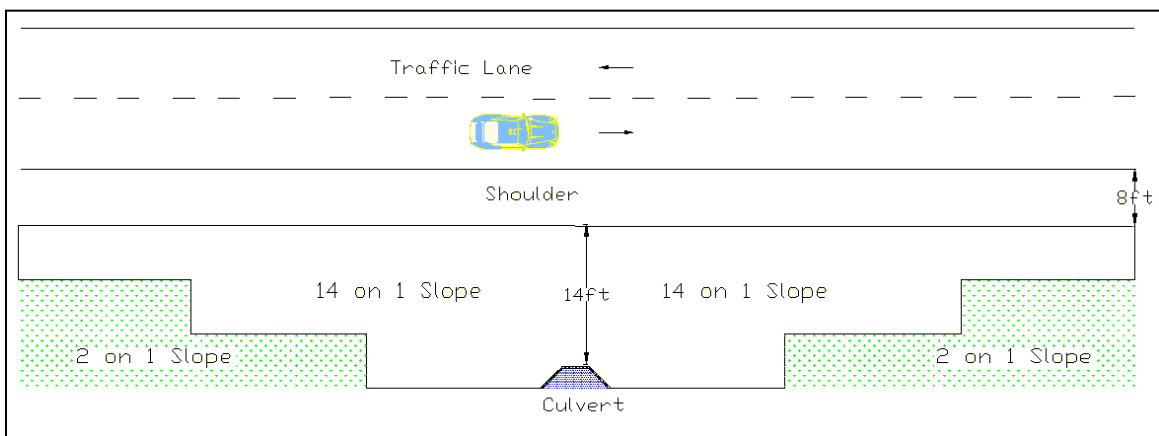 Traffic Lane
Shoulder
8ft
14 on 1 Slope
14ft
14 on 1 Slope
2 on 1 Slope
2 on 1 Slope
Culvert